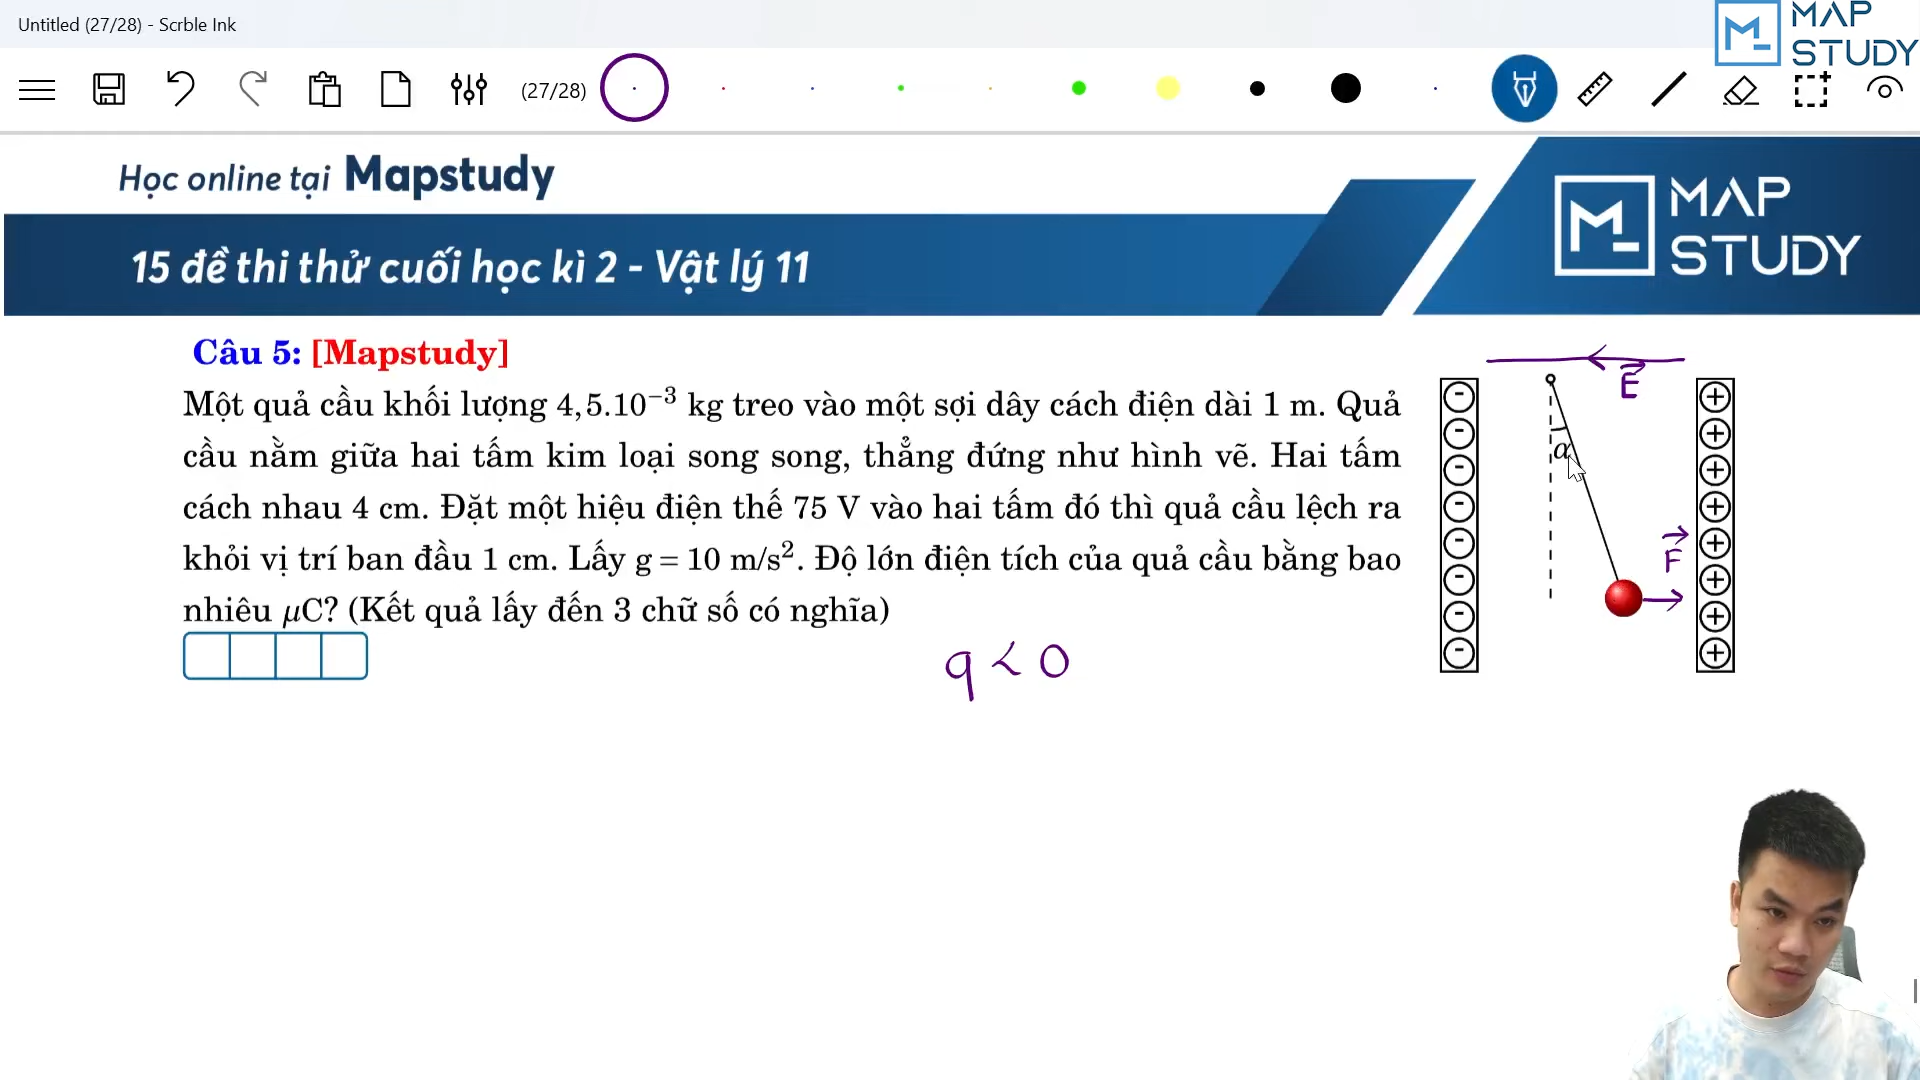 Untitled (27/28) - Scrble Ink
MAP
STUDY
(27/28)
Học online tại Mapstudy
MAP
STUDY
15 đề thi thử cuối học kì 2 - Vật lý 11
Câu 5: [Mapstudy]
Một quả cầu khối lượng 4,5.10⁻³ kg treo vào một sợi dây cách điện dài 1 m. Quả
cầu nằm giữa hai tấm kim loại song song, thẳng đứng như hình vẽ. Hai tấm
cách nhau 4 cm. Đặt một hiệu điện thế 75 V vào hai tấm đó thì quả cầu lệch ra
khỏi vị trí ban đầu 1 cm. Lấy g = 10 m/s². Độ lớn điện tích của quả cầu bằng bao
nhiêu μC? (Kết quả lấy đến 3 chữ số có nghĩa)
E
α
F
q < 0